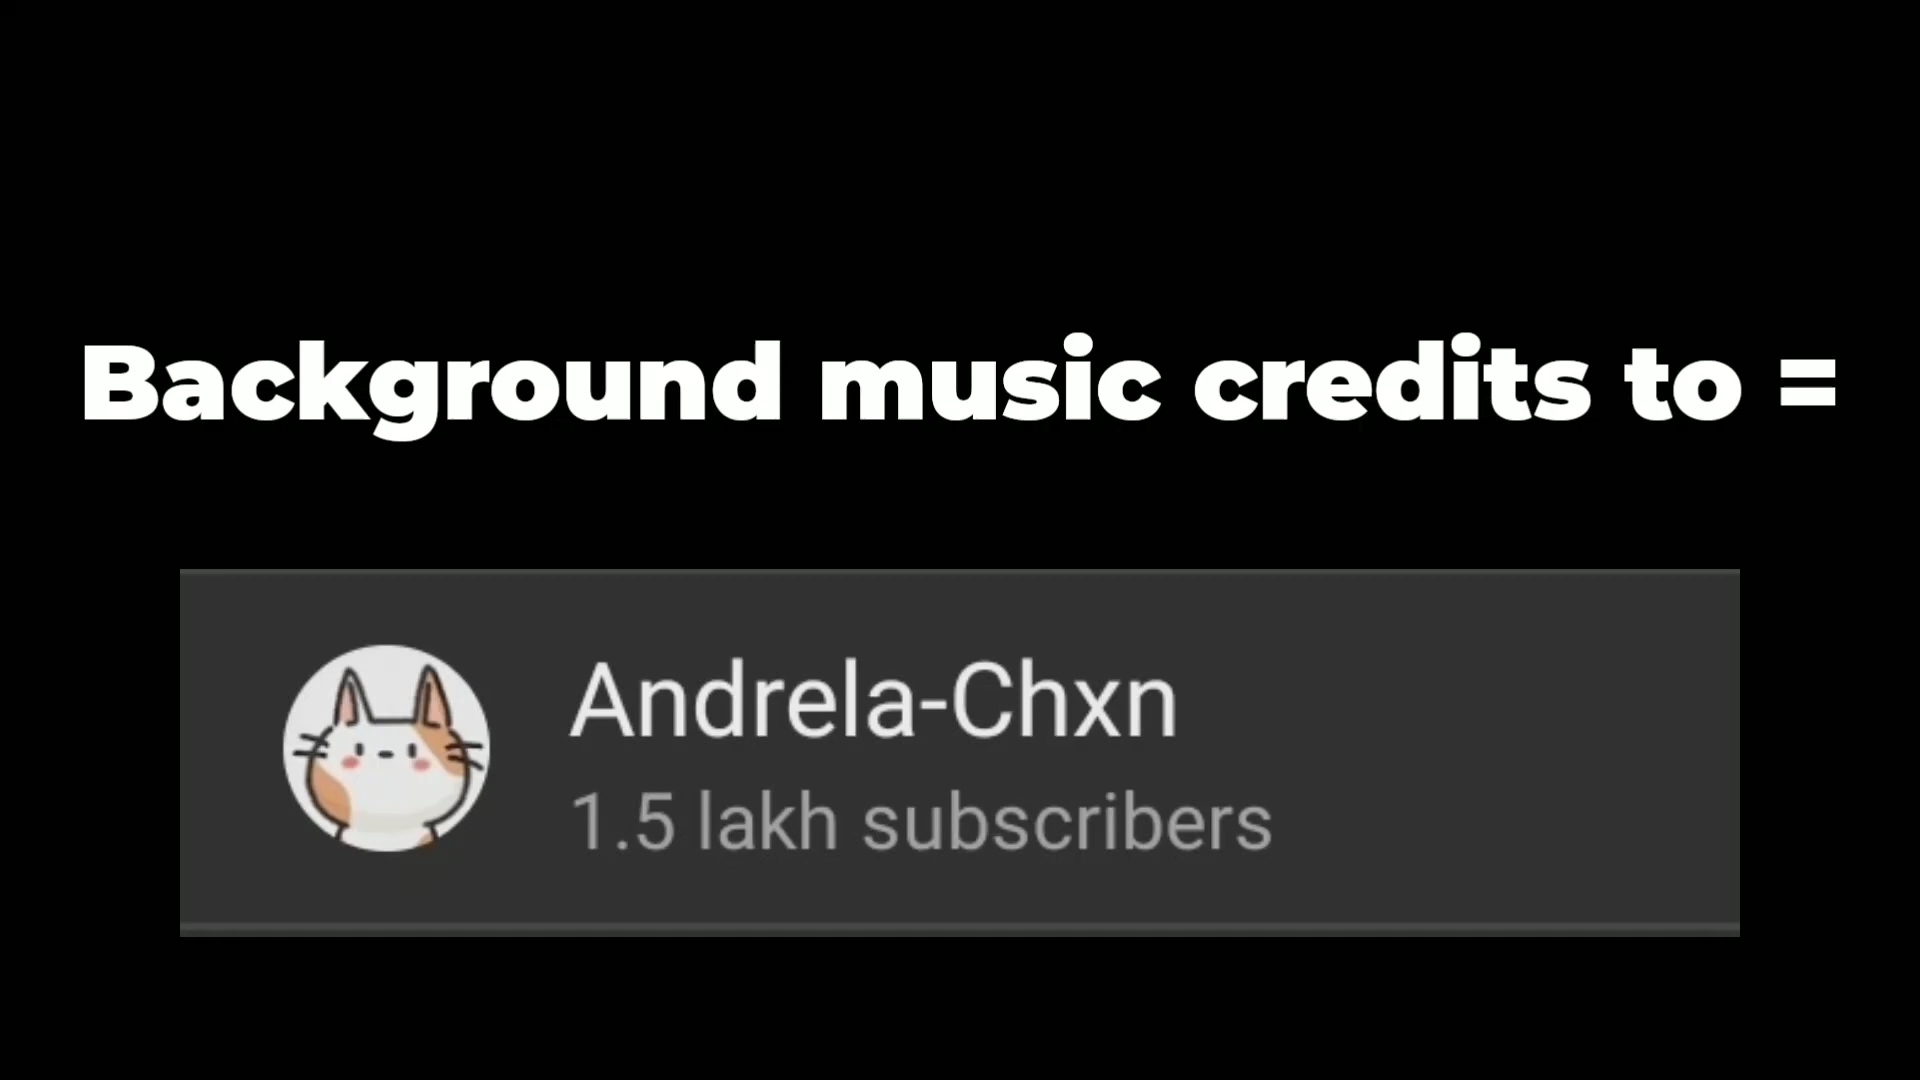 Background music credits to =
Andrela-Chxn
1.5 lakh subscribers